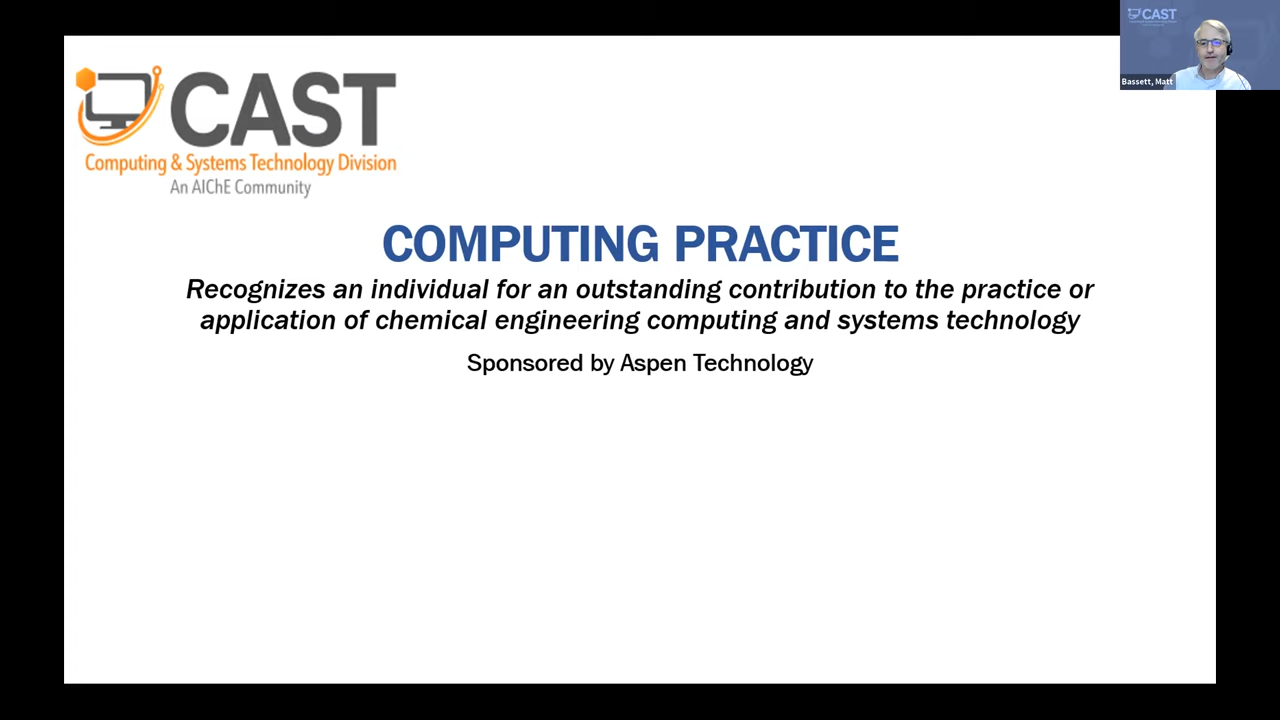 CAST
Computing & Systems Technology Division
An AIChE Community
CAST
Bassett, Matt
COMPUTING PRACTICE
Recognizes an individual for an outstanding contribution to the practice or
application of chemical engineering computing and systems technology
Sponsored by Aspen Technology